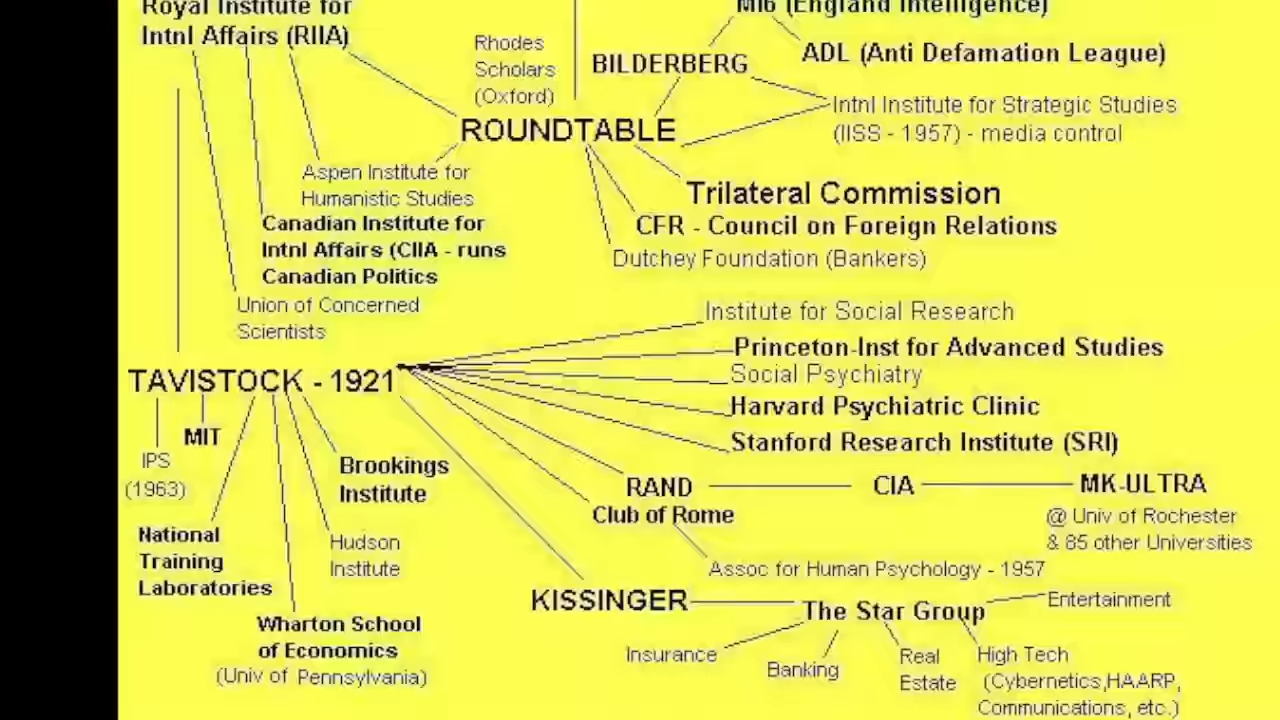 Royal Institute for
Intnl Affairs (RIIA)
Rhodes
Scholars
(Oxford)
MI6 (England Intelligence)
BILDERBERG
ADL (Anti Defamation League)
Intnl Institute for Strategic Studies
(IISS - 1957) - media control
ROUNDTABLE
Aspen Institute for
Humanistic Studies
Trilateral Commission
CFR - Council on Foreign Relations
Dutchey Foundation (Bankers)
Canadian Institute for
Intnl Affairs (CIIA - runs
Canadian Politics
Union of Concerned
Scientists
Institute for Social Research
Princeton-Inst for Advanced Studies
Social Psychiatry
Harvard Psychiatric Clinic
Stanford Research Institute (SRI)
TAVISTOCK - 1921
MIT
IPS
(1963)
Brookings
Institute
RAND
CIA
MK-ULTRA
@ Univ of Rochester
& 85 other Universities
Club of Rome
Assoc for Human Psychology - 1957
National
Training
Laboratories
Hudson
Institute
Wharton School
of Economics
(Univ of Pennsylvania)
KISSINGER
The Star Group
Entertainment
Insurance
Banking
Real
Estate
High Tech
(Cybernetics,HAARP,
Communications, etc.)